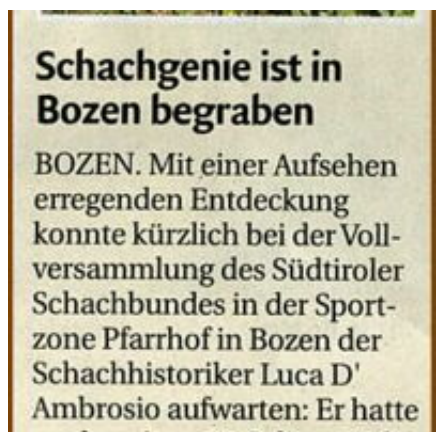 Schachgenie ist in
Bozen begraben
BOZEN. Mit einer Aufsehen
erregenden Entdeckung
konnte kürzlich bei der Voll-
versammlung des Südtiroler
Schachbundes in der Sport-
zone Pfarrhof in Bozen der
Schachhistoriker Luca D'
Ambrosio aufwarten: Er hatte